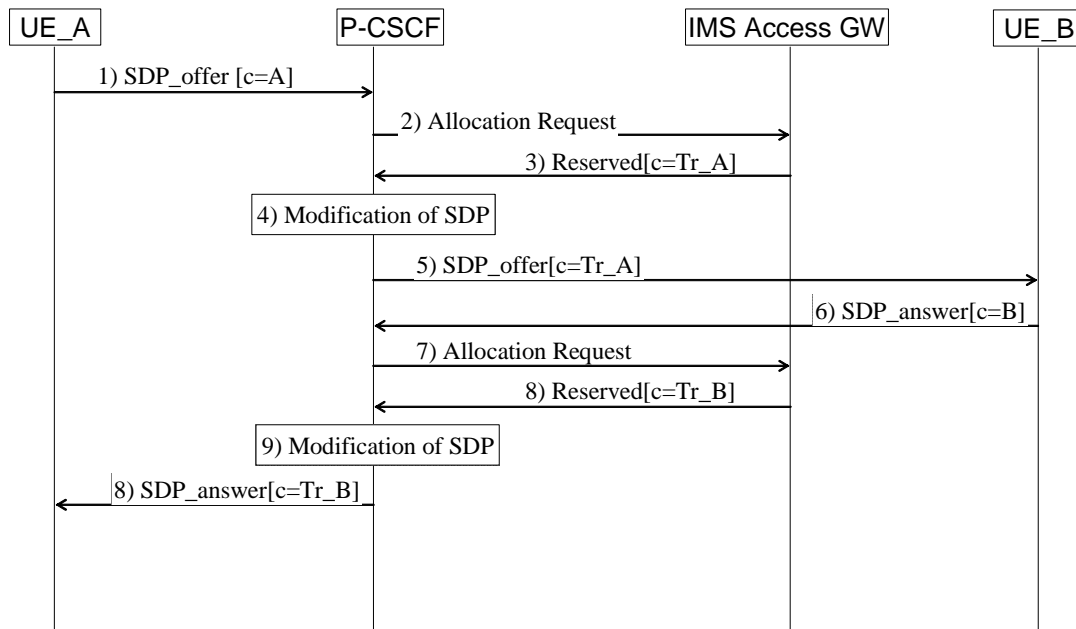 UE_A
P-CSCF
IMS Access GW
UE_B
1) SDP_offer [c=A]
2) Allocation Request
3) Reserved[c=Tr_A]
4) Modification of SDP
5) SDP_offer[c=Tr_A]
6) SDP_answer[c=B]
7) Allocation Request
8) Reserved[c=Tr_B]
9) Modification of SDP
8) SDP_answer[c=Tr_B]